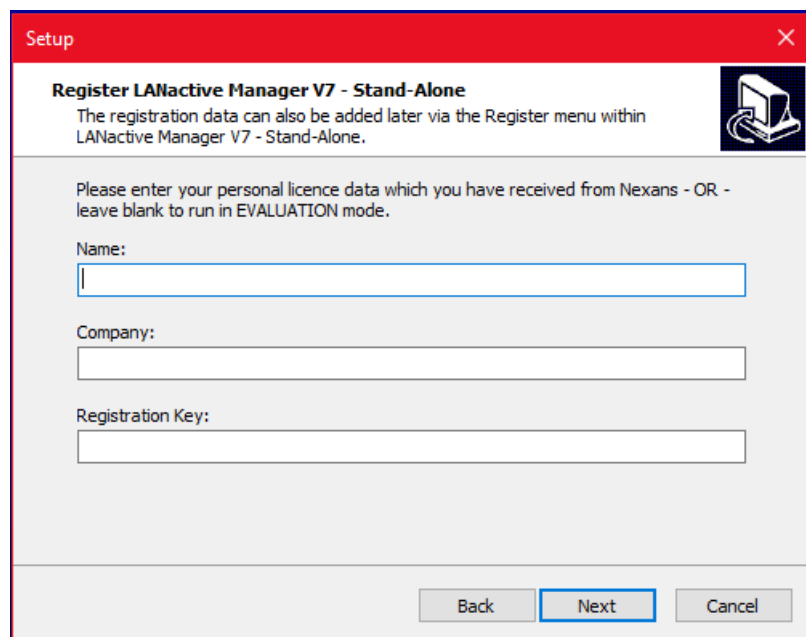 Setup
Register LANactive Manager V7 - Stand-Alone
The registration data can also be added later via the Register menu within
LANactive Manager V7 - Stand-Alone.
Please enter your personal licence data which you have received from Nexans - OR -
leave blank to run in EVALUATION mode.
Name:
Company:
Registration Key:
Back Next Cancel